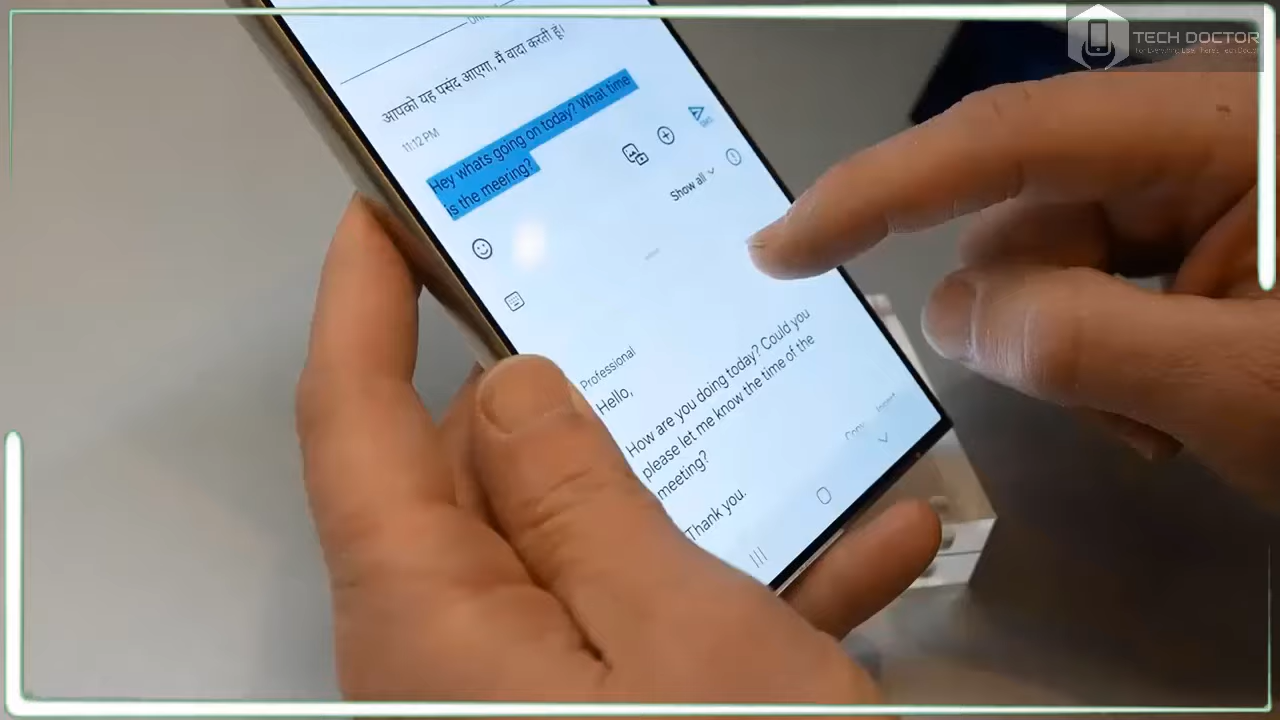 TECH DOCTOR
आपको यह पसंद आएगा, मैं वादा करती हूं।
11:12 PM
Hey whats going on today? What time
is the meering?
Show all
Professional
Hello,
How are you doing today? Could you
please let me know the time of the
meeting?
Thank you.